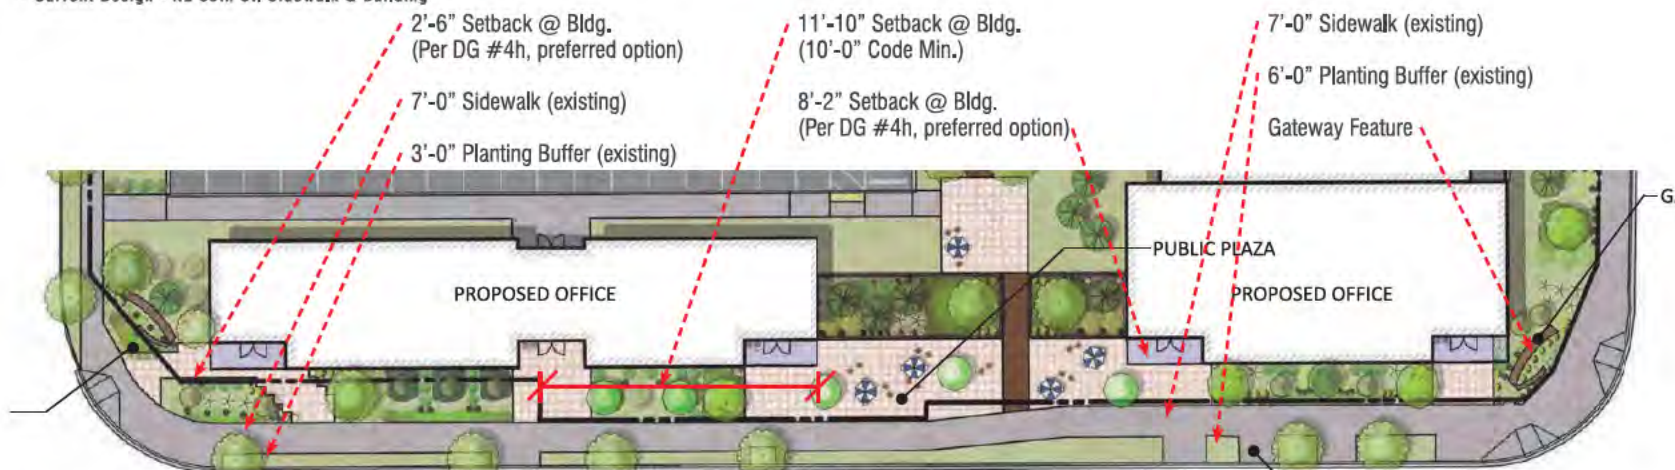 2'-6" Setback @ Bldg.
(Per DG #4h, preferred option)
7'-0" Sidewalk (existing)
3'-0" Planting Buffer (existing)
11'-10" Setback @ Bldg.
(10'-0" Code Min.)
8'-2" Setback @ Bldg.
(Per DG #4h, preferred option)
7'-0" Sidewalk (existing)
6'-0" Planting Buffer (existing)
Gateway Feature
PUBLIC PLAZA
PROPOSED OFFICE
PROPOSED OFFICE